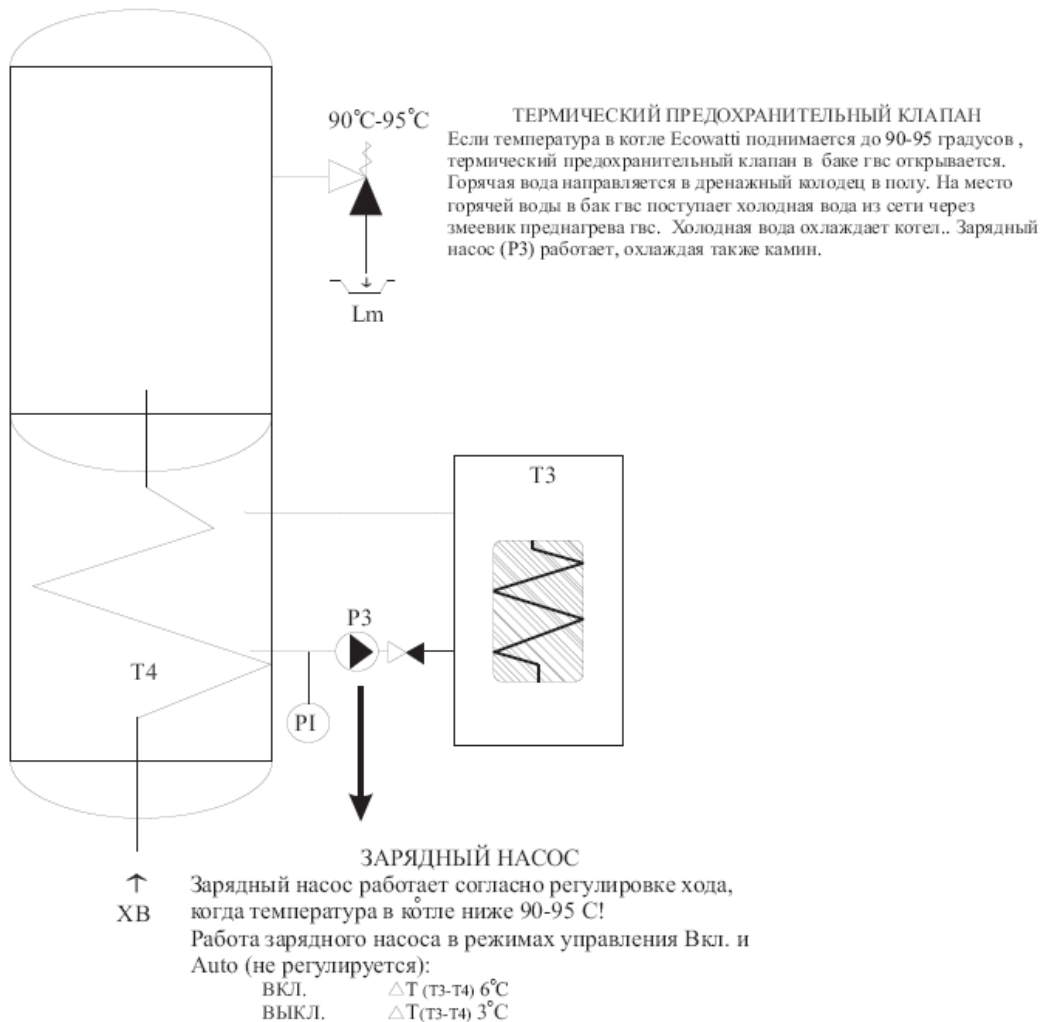 90°C-95°C
ТЕРМИЧЕСКИЙ ПРЕДОХРАНИТЕЛЬНЫЙ КЛАПАН
Если температура в котле Ecowatti поднимается до 90-95 градусов ,
термический предохранительный клапан в баке гвс открывается.
Горячая вода направляется в дренажный колодец в полу. На место
горячей воды в бак гвс поступает холодная вода из сети через
змеевик преднагрева гвс. Холодная вода охлаждает котел.. Зарядный
насос (Р3) работает, охлаждая также камин.
Lm
T3
P3
T4
PI
ЗАРЯДНЫЙ НАСОС
Зарядный насос работает согласно регулировке хода,
когда температура в котле ниже 90-95 °C!
Работа зарядного насоса в режимах управления Вкл. и
Auto (не регулируется):
ВКЛ. △T (T3-T4) 6°C
ВЫКЛ. △T(T3-T4) 3°C
ХВ